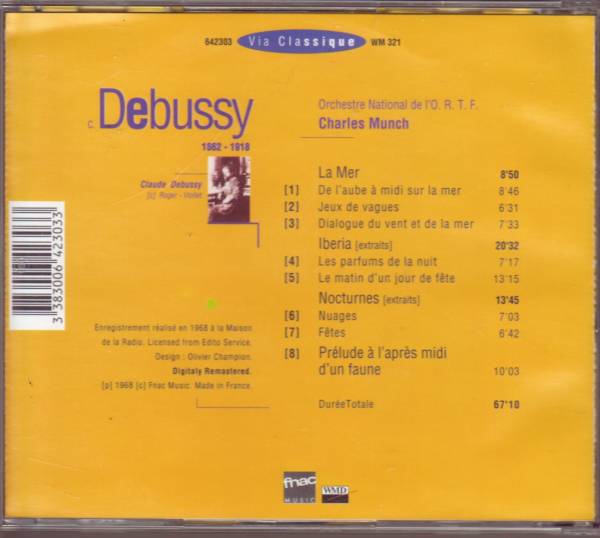 642303 Via Classique WM 321
C. Debussy
1862 - 1918
Claude Debussy
[c] Roger - Viollet
3 383006 423033
Orchestre National de l'O. R. T. F.
Charles Munch
La Mer 8'50
[1] De l'aube à midi sur la mer 8'46
[2] Jeux de vagues 6'31
[3] Dialogue du vent et de la mer 7'33
Iberia [extraits] 20'32
[4] Les parfums de la nuit 7'17
[5] Le matin d'un jour de fête 13'15
Nocturnes [extraits] 13'45
[6] Nuages 7'03
[7] Fêtes 6'42
[8] Prélude à l'après midi
d'un faune 10'03
DuréeTotale 67'10
Enregistrement réalisé en 1968 à la Maison
de la Radio. Licensed from Edito Service.
Design : Olivier Champion.
Digitaly Remastered.
[p] 1968 [c] Fnac Music. Made in France.
fnac
MUSIC
WMD